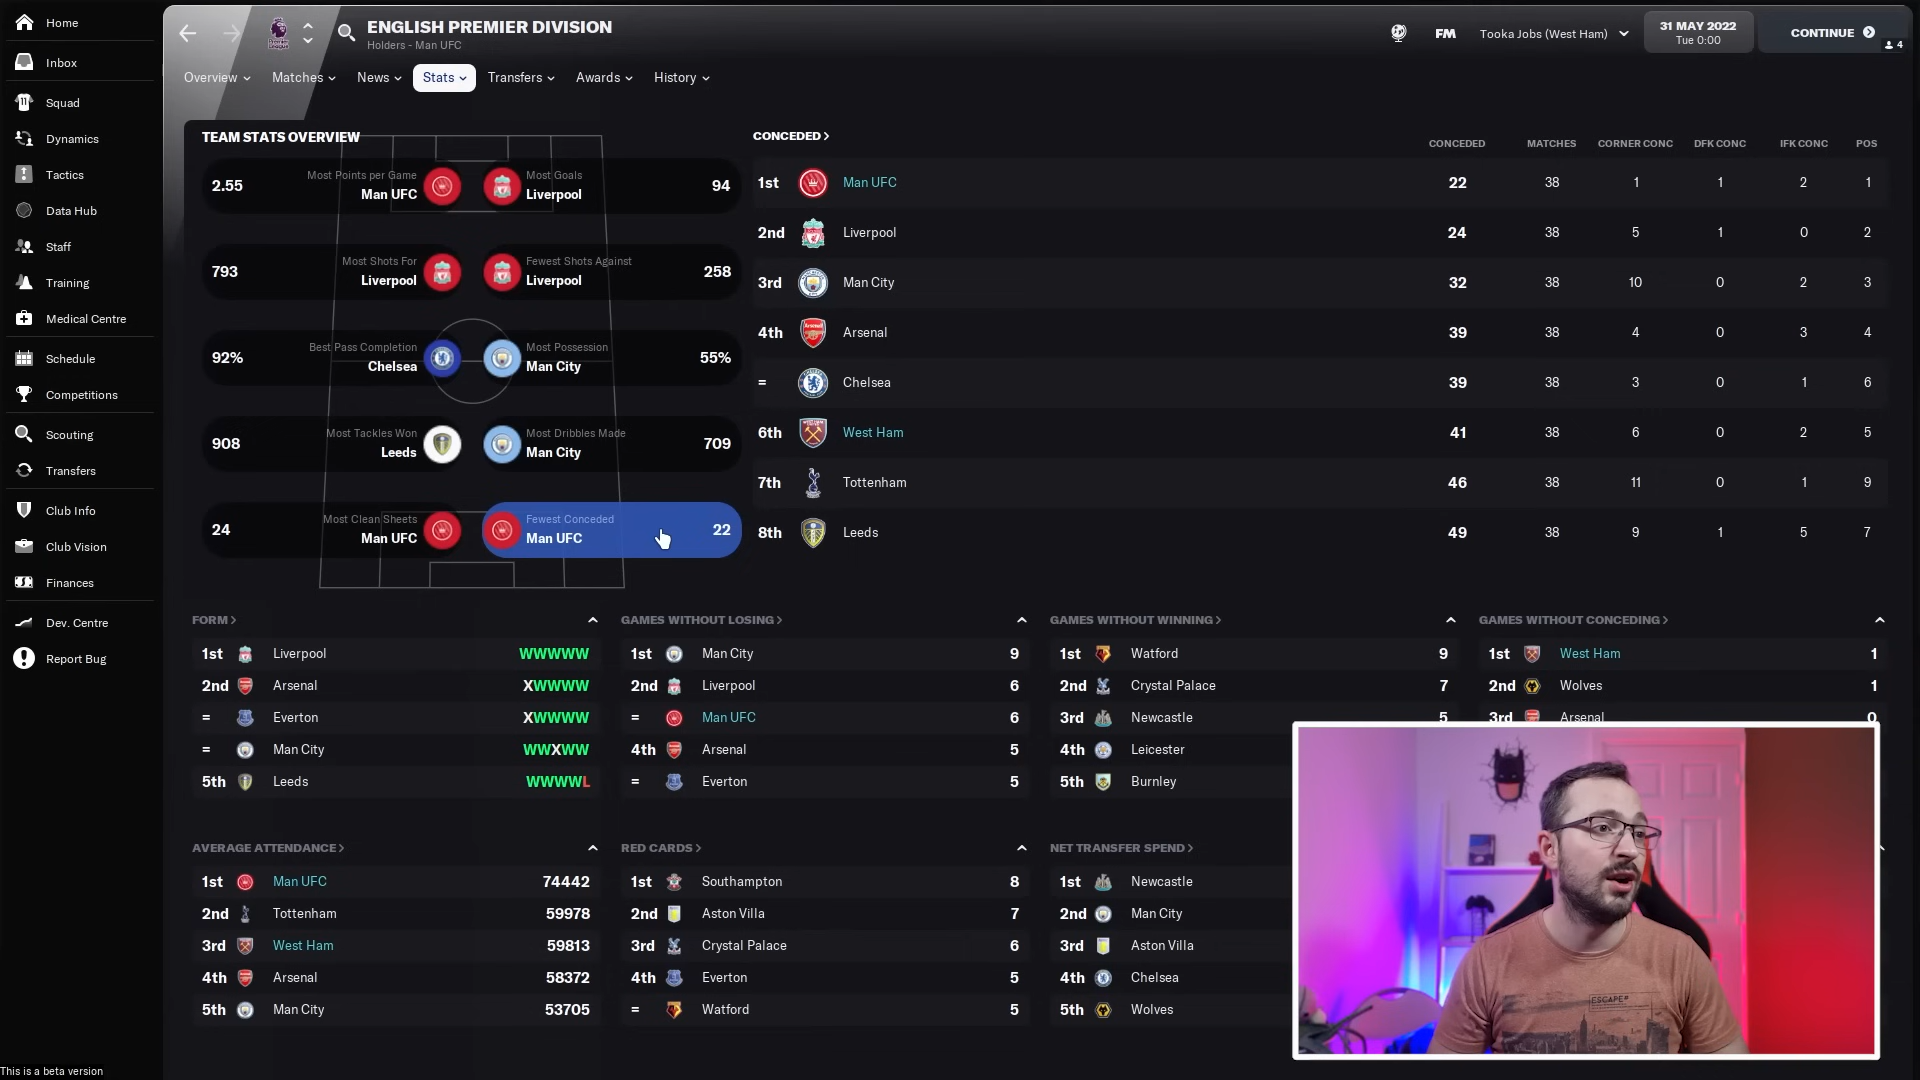 Home
Inbox
Squad
Dynamics
Tactics
Data Hub
Staff
Training
Medical Centre
Schedule
Competitions
Scouting
Transfers
Club Info
Club Vision
Finances
Dev. Centre
Report Bug
This is a beta version
ENGLISH PREMIER DIVISION
Holders - Man UFC
FM
Tooka Jobs (West Ham)
31 MAY 2022
Tue 0:00
CONTINUE
4
Overview Matches News Stats Transfers Awards History
TEAM STATS OVERVIEW
2.55 Most Points per Game Most Goals 94
Man UFC Liverpool
793 Most Shots For Fewest Shots Against 258
Liverpool Liverpool
92% Best Pass Completion Most Possession 55%
Chelsea Man City
908 Most Tackles Won Most Dribbles Made 709
Leeds Man City
24 Most Clean Sheets Fewest Conceded 22
Man UFC Man UFC
CONCEDED
CONCEDED MATCHES CORNER CONC DFK CONC IFK CONC POS
1st Man UFC 22 38 1 1 2 1
2nd Liverpool 24 38 5 1 0 2
3rd Man City 32 38 10 0 2 3
4th Arsenal 39 38 4 0 3 4
= Chelsea 39 38 3 0 1 6
6th West Ham 41 38 6 0 2 5
7th Tottenham 46 38 11 0 1 9
8th Leeds 49 38 9 1 5 7
FORM
1st Liverpool WWWWW
2nd Arsenal XWWWW
= Everton XWWWW
= Man City WWXWW
5th Leeds WWWWL
GAMES WITHOUT LOSING
1st Man City 9
2nd Liverpool 6
= Man UFC 6
4th Arsenal 5
= Everton 5
GAMES WITHOUT WINNING
1st Watford 9
2nd Crystal Palace 7
3rd Newcastle 5
4th Leicester
5th Burnley
GAMES WITHOUT CONCEDING
1st West Ham 1
2nd Wolves 1
3rd Arsenal 0
AVERAGE ATTENDANCE
1st Man UFC 74442
2nd Tottenham 59978
3rd West Ham 59813
4th Arsenal 58372
5th Man City 53705
RED CARDS
1st Southampton 8
2nd Aston Villa 7
3rd Crystal Palace 6
4th Everton 5
= Watford 5
NET TRANSFER SPEND
1st Newcastle
2nd Man City
3rd Aston Villa
4th Chelsea
5th Wolves
ESCAPE